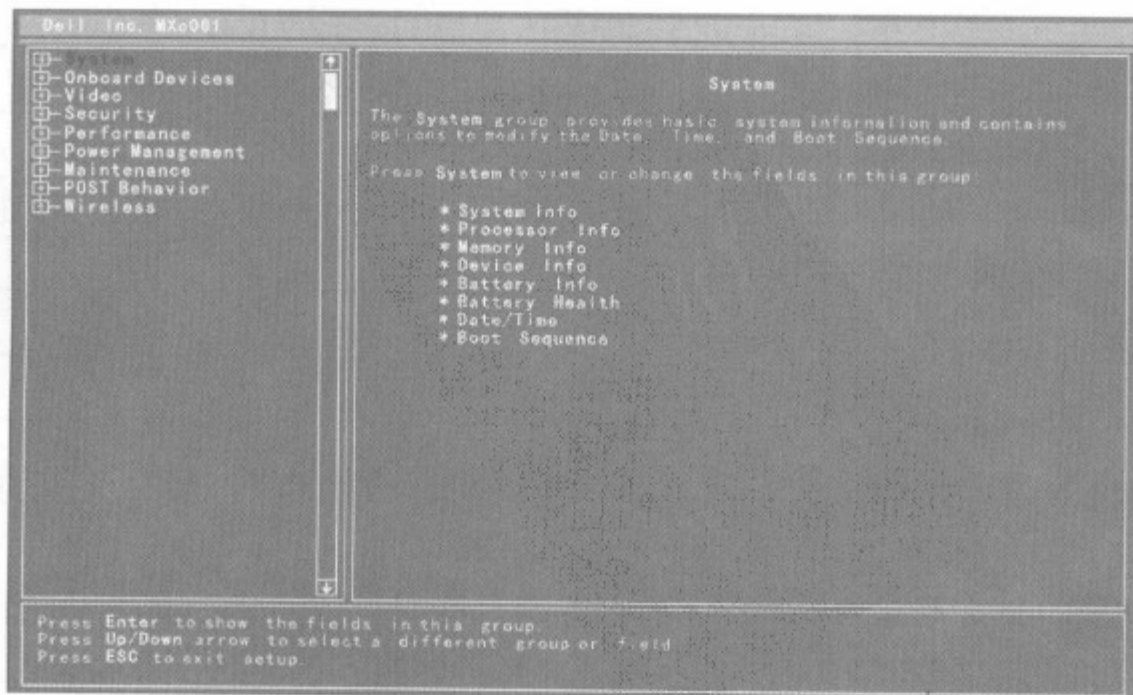 Dell Inc. MXc061
System
Onboard Devices
Video
Security
Performance
Power Management
Maintenance
POST Behavior
Wireless
System
The System group provides basic system information and contains
options to modify the Date, Time, and Boot Sequence.
Press System to view or change the fields in this group:
* System Info
* Processor Info
* Memory Info
* Device Info
* Battery Info
* Battery Health
* Date/Time
* Boot Sequence
Press Enter to show the fields in this group.
Press Up/Down arrow to select a different group or field
Press ESC to exit setup.